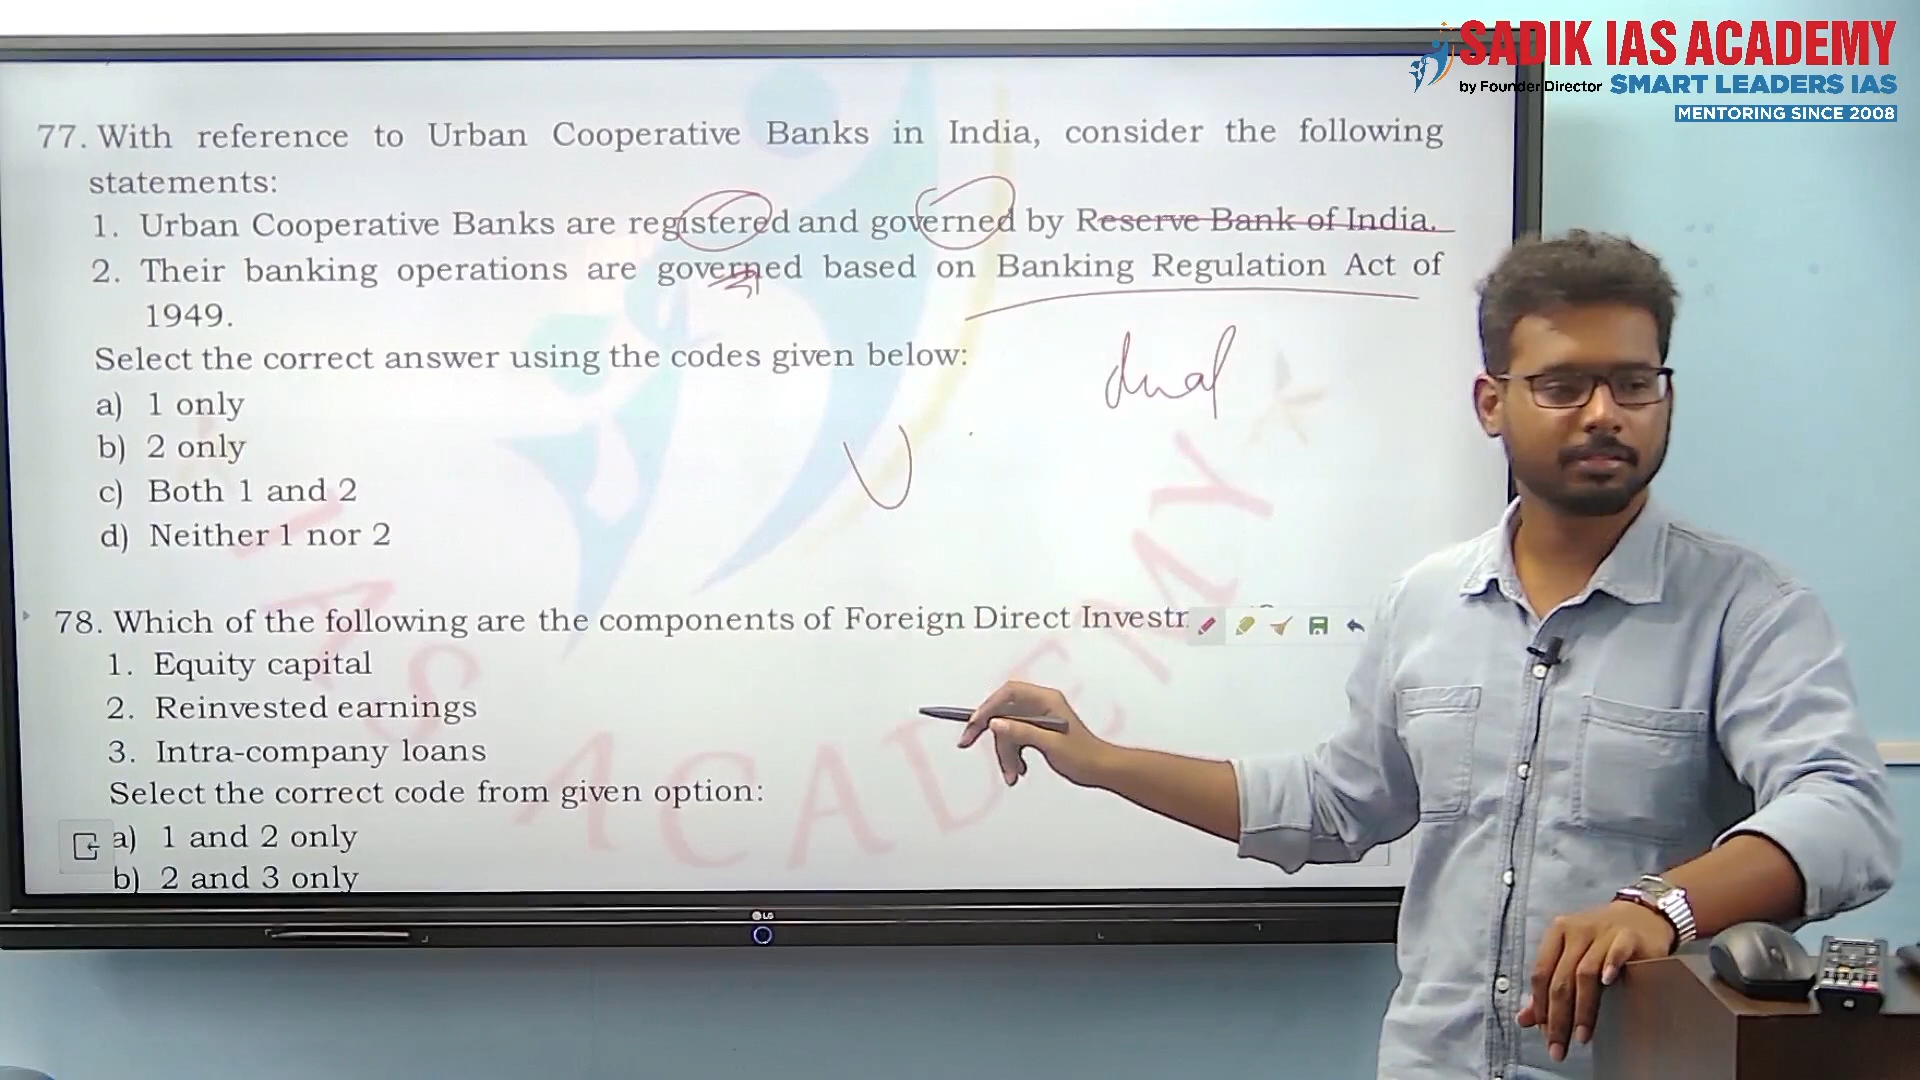 SADIK IAS ACADEMY
by Founder Director SMART LEADERS IAS
MENTORING SINCE 2008
77. With reference to Urban Cooperative Banks in India, consider the following
statements:
1. Urban Cooperative Banks are registered and governed by Reserve Bank of India.
2. Their banking operations are governed based on Banking Regulation Act of
1949.
Select the correct answer using the codes given below:
dual
a) 1 only
b) 2 only
c) Both 1 and 2
d) Neither 1 nor 2
U
78. Which of the following are the components of Foreign Direct Investr
1. Equity capital
2. Reinvested earnings
3. Intra-company loans
Select the correct code from given option:
a) 1 and 2 only
b) 2 and 3 only
IAS ACADEMY
LG